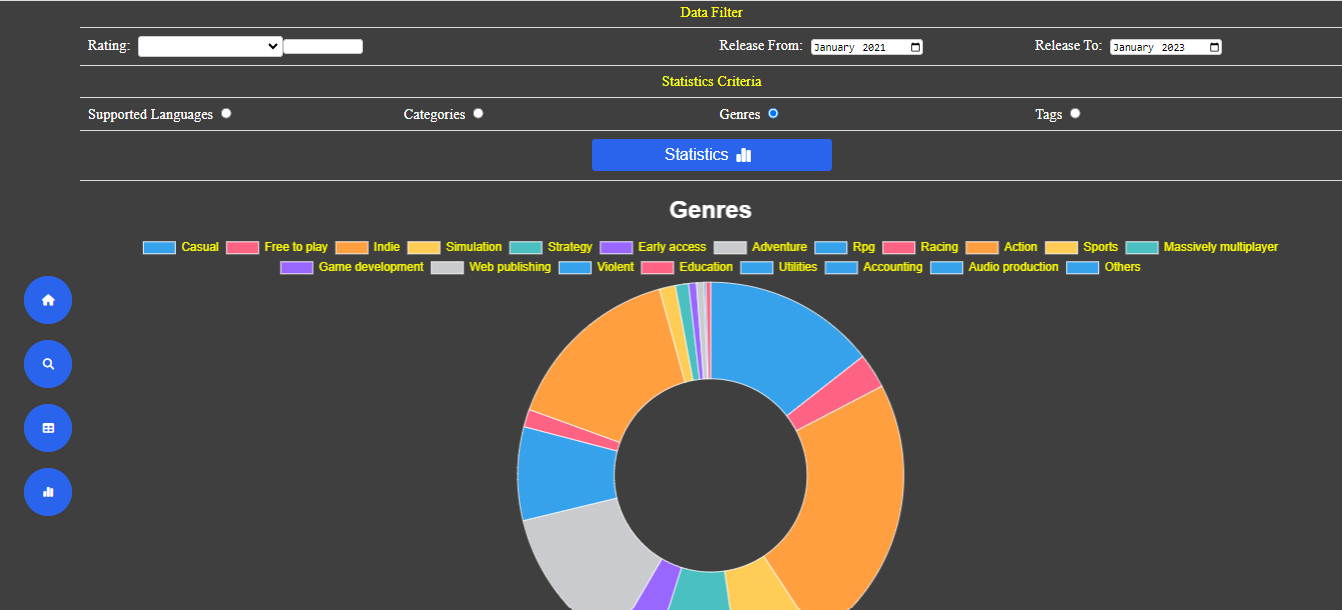 Data Filter
Rating: Release From: January 2021 Release To: January 2023
Statistics Criteria
Supported Languages Categories Genres Tags
Statistics
Genres
Casual Free to play Indie Simulation Strategy Early access Adventure Rpg Racing Action Sports Massively multiplayer
Game development Web publishing Violent Education Utilities Accounting Audio production Others